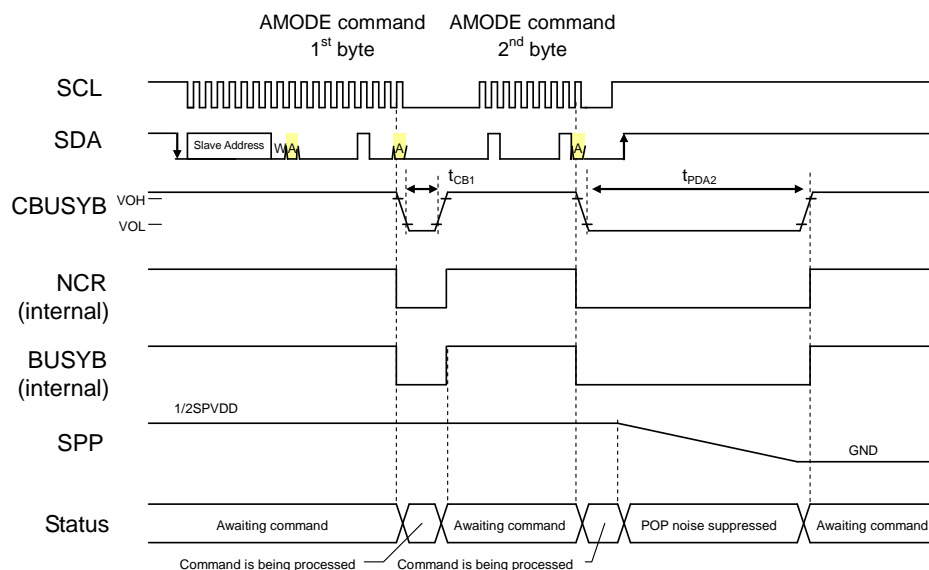 AMODE command
1st byte
AMODE command
2nd byte
SCL
SDA
Slave Address
W
A
A
A
tCB1
tPDA2
CBUSYB
VOH
VOL
NCR
(internal)
BUSYB
(internal)
1/2SPVDD
SPP
GND
Status
Awaiting command
Awaiting command
POP noise suppressed
Awaiting command
Command is being processed
Command is being processed